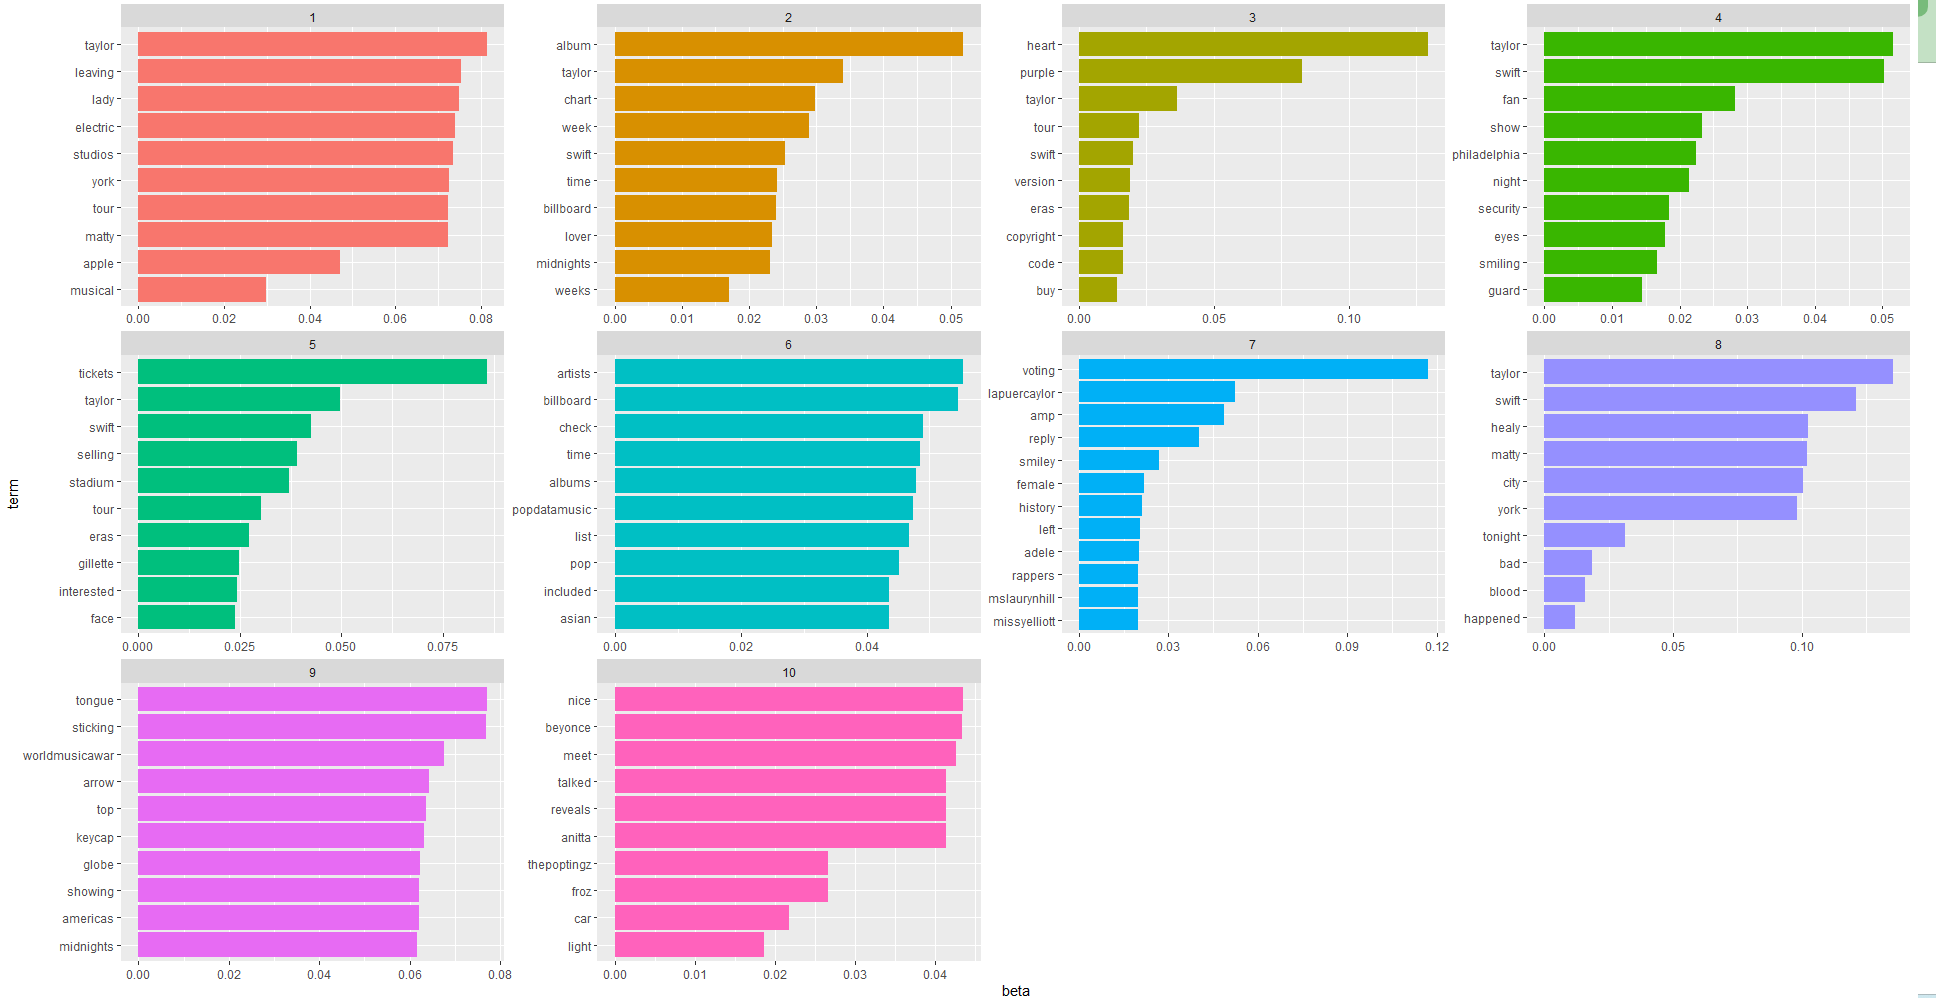 1
taylor
leaving
lady
electric
studios
york
tour
matty
apple
musical
0.00 0.02 0.04 0.06 0.08
2
album
taylor
chart
week
swift
time
billboard
lover
midnights
weeks
0.00 0.01 0.02 0.03 0.04 0.05
3
heart
purple
taylor
tour
swift
version
eras
copyright
code
buy
0.00 0.05 0.10
4
taylor
swift
fan
show
philadelphia
night
security
eyes
smiling
guard
0.00 0.01 0.02 0.03 0.04 0.05
5
tickets
taylor
swift
selling
stadium
tour
eras
gillette
interested
face
0.000 0.025 0.050 0.075
6
artists
billboard
check
time
albums
popdatamusic
list
pop
included
asian
0.00 0.02 0.04
7
voting
lapuercaylor
amp
reply
smiley
female
history
left
adele
rappers
mslaurynhill
missyelliott
0.00 0.03 0.06 0.09 0.12
8
taylor
swift
healy
matty
city
york
tonight
bad
blood
happened
0.00 0.05 0.10
9
tongue
sticking
worldmusicawar
arrow
top
keycap
globe
showing
americas
midnights
0.00 0.02 0.04 0.06 0.08
10
nice
beyonce
meet
talked
reveals
anitta
thepoptingz
froz
car
light
0.00 0.01 0.02 0.03 0.04
term
beta